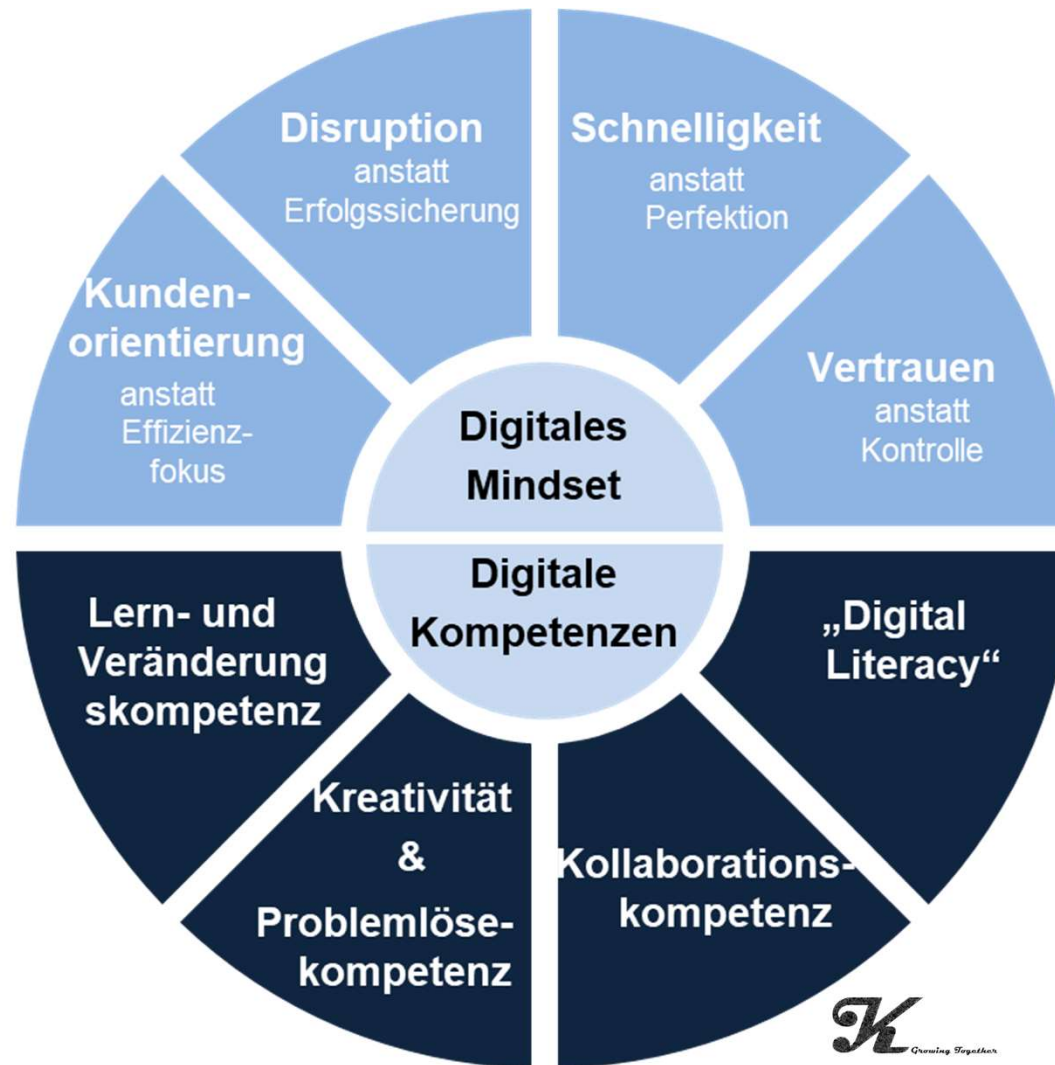 Disruption
anstatt
Erfolgssicherung
Schnelligkeit
anstatt
Perfektion
Kunden-
orientierung
anstatt
Effizienz-
fokus
Vertrauen
anstatt
Kontrolle
Digitales
Mindset
Digitale
Kompetenzen
Lern- und
Veränderung
skompetenz
„Digital
Literacy“
Kreativität
&
Problemlöse-
kompetenz
Kollaborations-
kompetenz
K
Growing Together